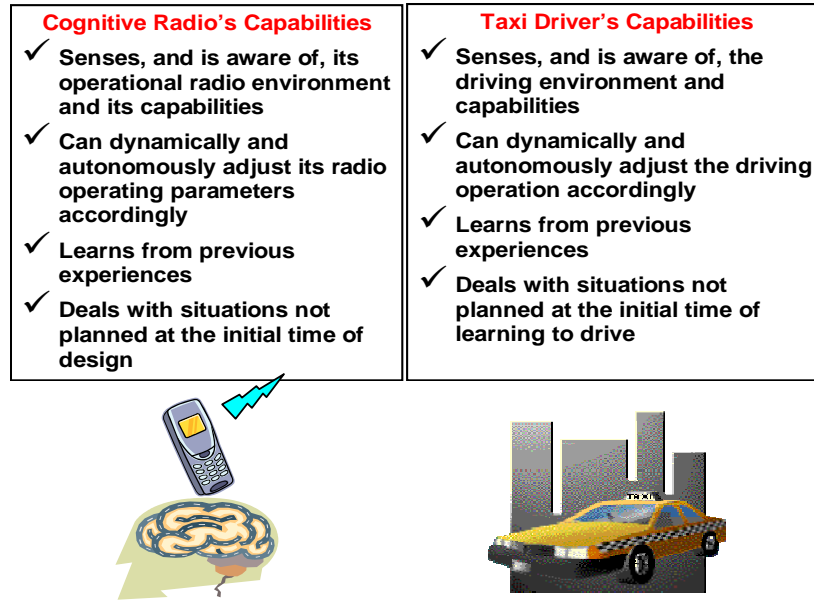 Cognitive Radio's Capabilities
✓ Senses, and is aware of, its
operational radio environment
and its capabilities
✓ Can dynamically and
autonomously adjust its radio
operating parameters
accordingly
✓ Learns from previous
experiences
✓ Deals with situations not
planned at the initial time of
design
Taxi Driver's Capabilities
✓ Senses, and is aware of, the
driving environment and
capabilities
✓ Can dynamically and
autonomously adjust the driving
operation accordingly
✓ Learns from previous
experiences
✓ Deals with situations not
planned at the initial time of
learning to drive
TAXI